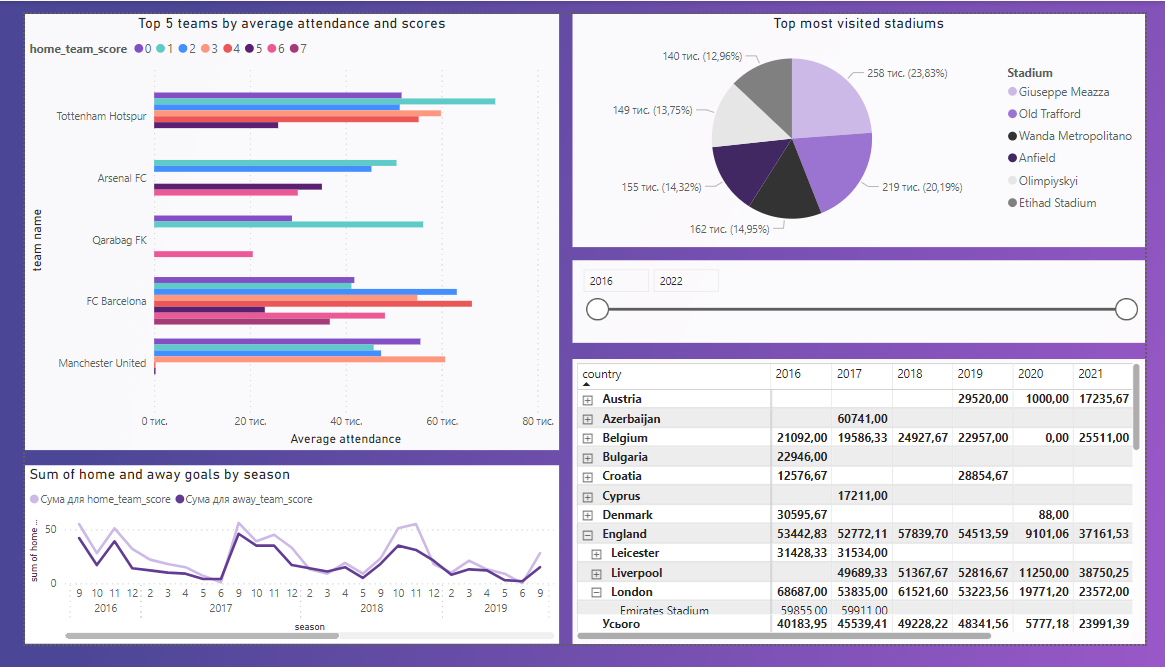 Top 5 teams by average attendance and scores
home_team_score 0 1 2 3 4 5 6 7
team name
Tottenham Hotspur
Arsenal FC
Qarabag FK
FC Barcelona
Manchester United
0 тис. 20 тис. 40 тис. 60 тис. 80 тис.
Average attendance
Sum of home and away goals by season
Сума для home_team_score Сума для away_team_score
sum of home ...
50
0
9 10 11 12 2 3 4 5 6 9 10 11 12 2 3 4 5 9 10 11 12 2 3 4 5 6 9
2016 2017 2018 2019
season
Top most visited stadiums
140 тис. (12,96%)
258 тис. (23,83%)
149 тис. (13,75%)
155 тис. (14,32%)
219 тис. (20,19%)
162 тис. (14,95%)
Stadium
Giuseppe Meazza
Old Trafford
Wanda Metropolitano
Anfield
Olimpiyskyi
Etihad Stadium
2016 2022
country 2016 2017 2018 2019 2020 2021
Austria 29520,00 1000,00 17235,67
Azerbaijan 60741,00
Belgium 21092,00 19586,33 24927,67 22957,00 0,00 25511,00
Bulgaria 22946,00
Croatia 12576,67 28854,67
Cyprus 17211,00
Denmark 30595,67 88,00
England 53442,83 52772,11 57839,70 54513,59 9101,06 37161,53
Leicester 31428,33 31534,00
Liverpool 49689,33 51367,67 52816,67 11250,00 38750,25
London 68687,00 53835,00 61521,60 53223,56 19771,20 23572,00
Emirates Stadium 59855,00 59911,00
Усього 40183,95 45539,41 49228,22 48341,56 5777,18 23991,39